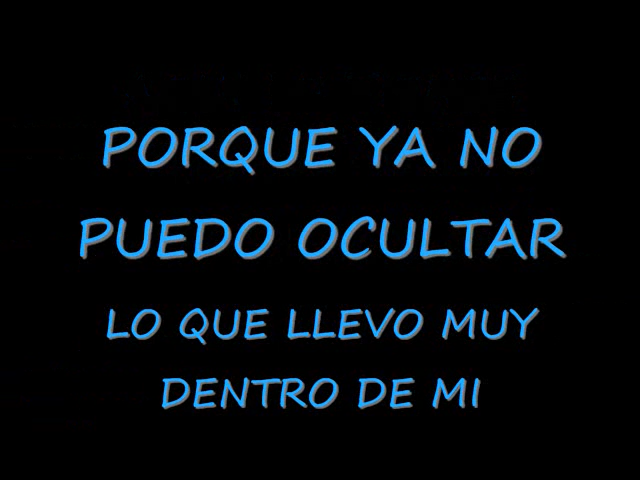 PORQUE YA NO
PUEDO OCULTAR
LO QUE LLEVO MUY
DENTRO DE MI